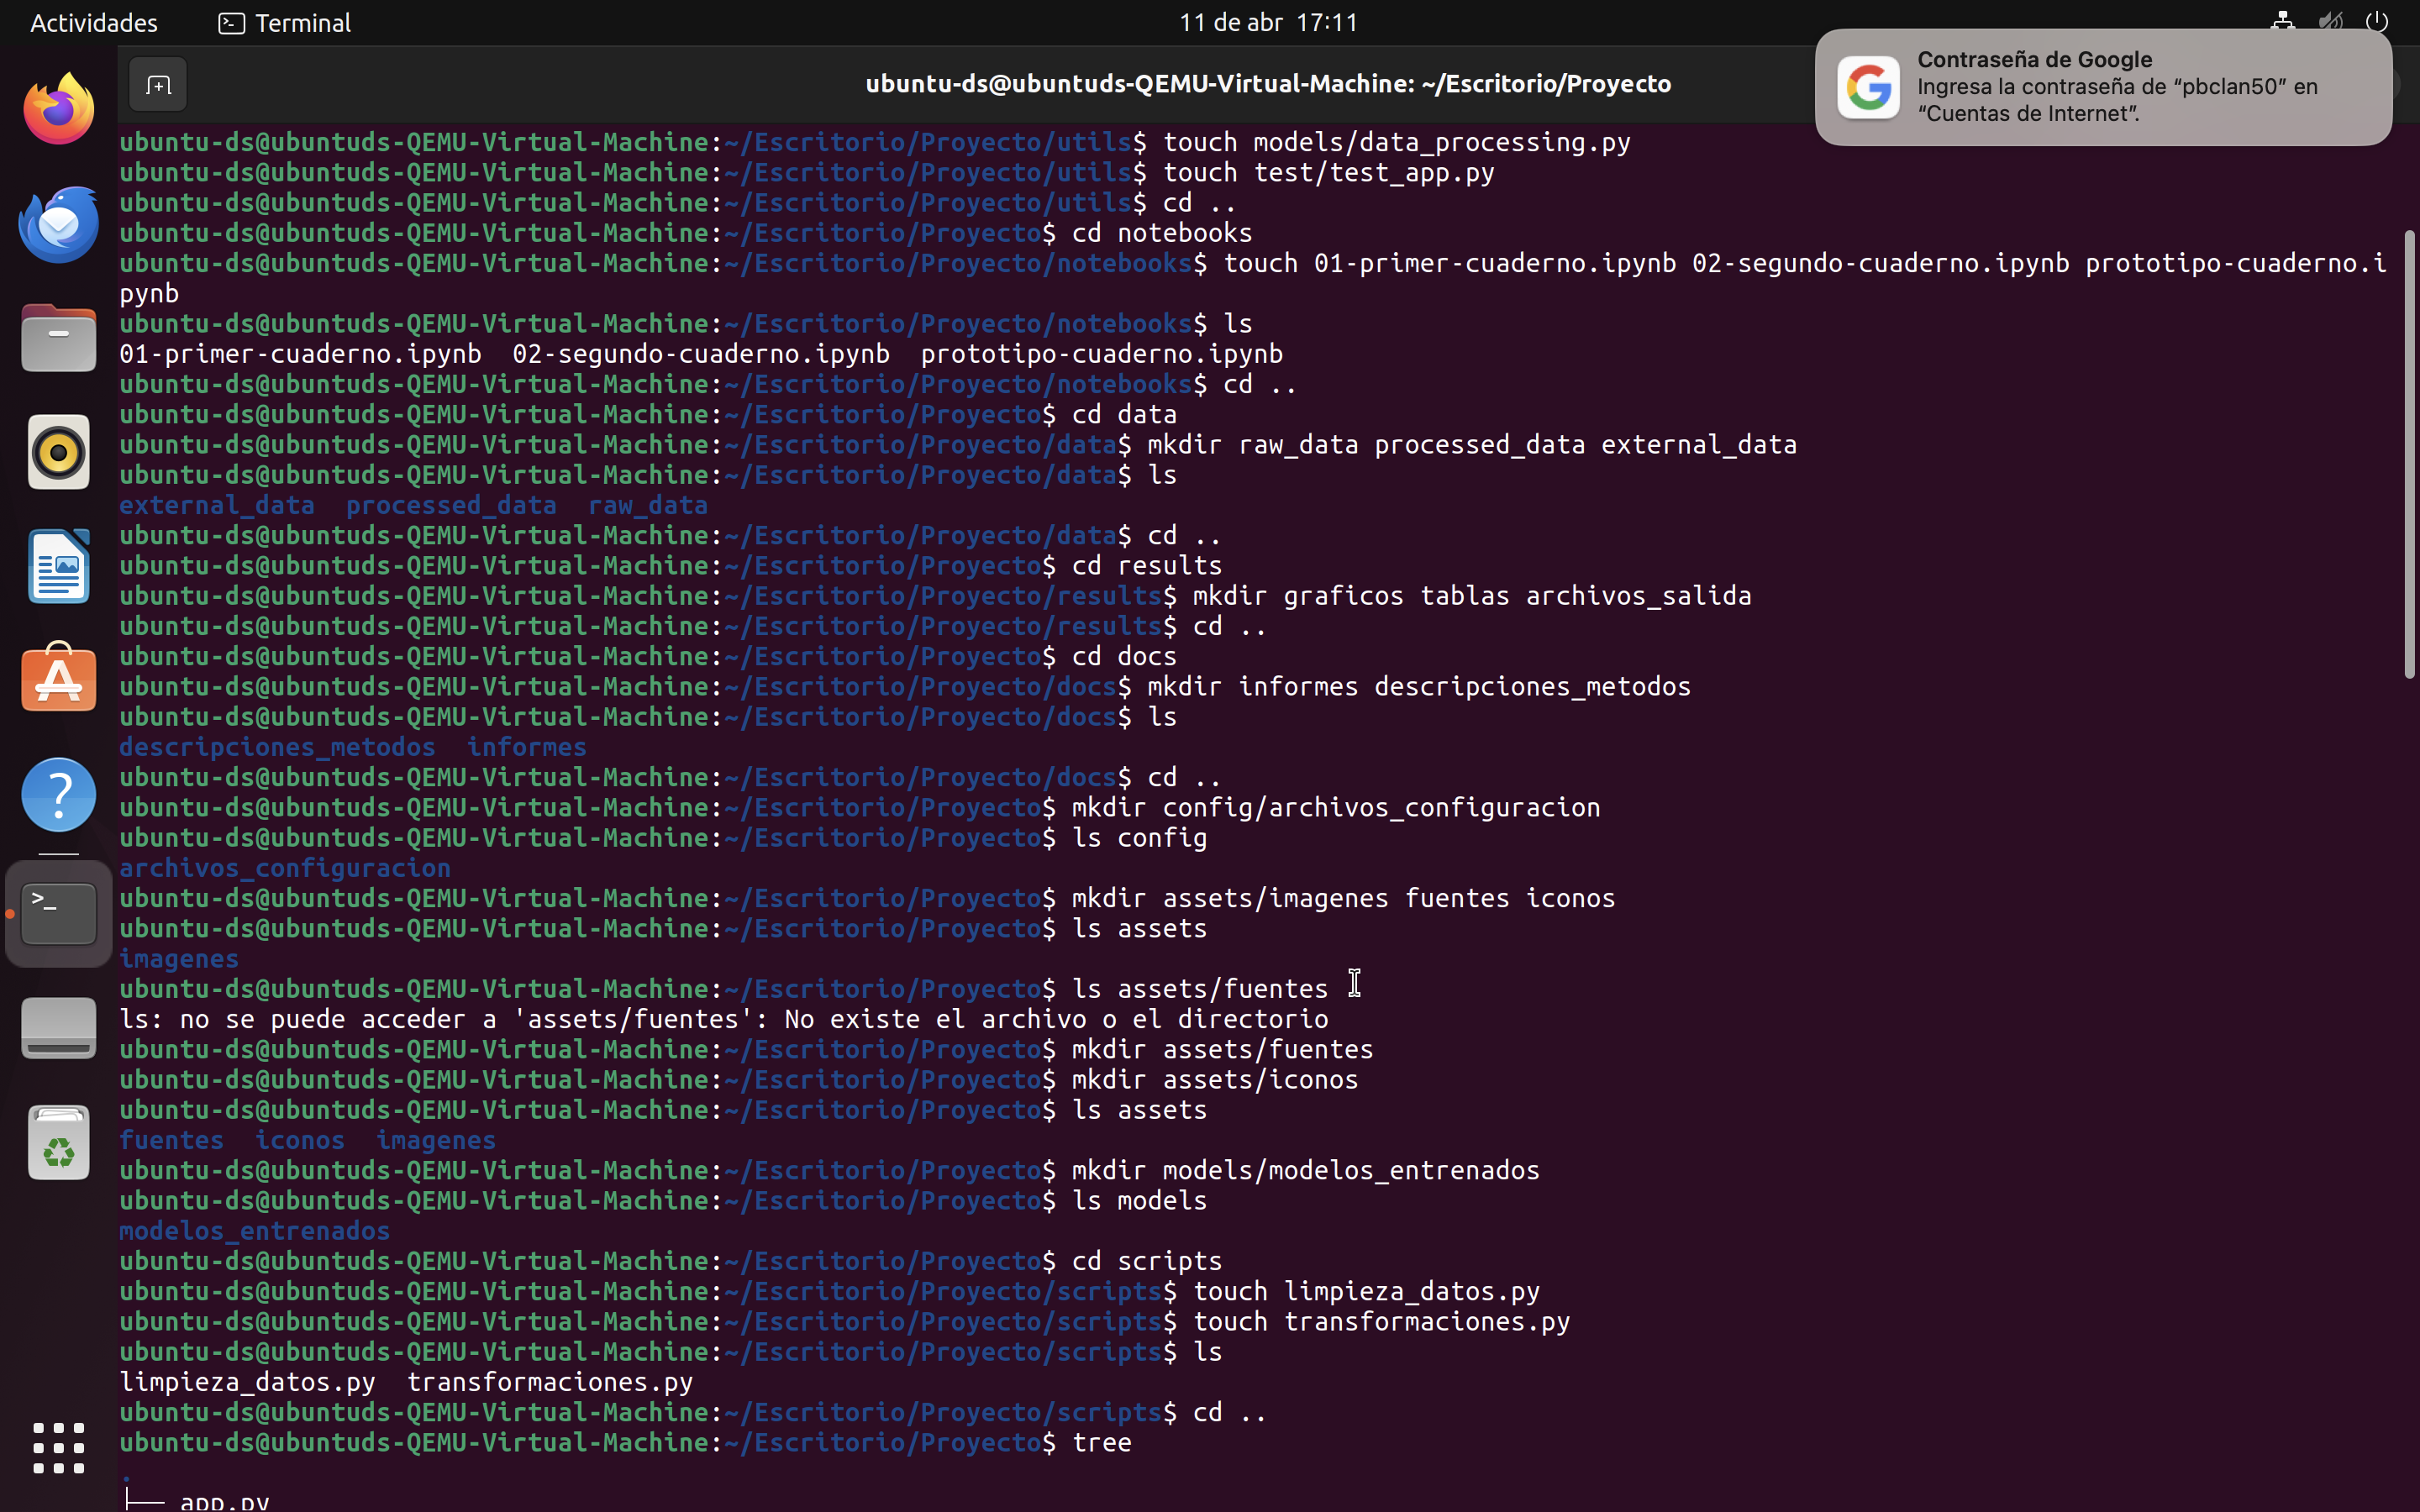 Actividades
Terminal
11 de abr 17:11
ubuntu-ds@ubuntuds-QEMU-Virtual-Machine: ~/Escritorio/Proyecto
Contraseña de Google
Ingresa la contraseña de “pbclan50” en
“Cuentas de Internet”.
ubuntu-ds@ubuntuds-QEMU-Virtual-Machine:~/Escritorio/Proyecto/utils$ touch models/data_processing.py
ubuntu-ds@ubuntuds-QEMU-Virtual-Machine:~/Escritorio/Proyecto/utils$ touch test/test_app.py
ubuntu-ds@ubuntuds-QEMU-Virtual-Machine:~/Escritorio/Proyecto/utils$ cd ..
ubuntu-ds@ubuntuds-QEMU-Virtual-Machine:~/Escritorio/Proyecto$ cd notebooks
ubuntu-ds@ubuntuds-QEMU-Virtual-Machine:~/Escritorio/Proyecto/notebooks$ touch 01-primer-cuaderno.ipynb 02-segundo-cuaderno.ipynb prototipo-cuaderno.i
pynb
ubuntu-ds@ubuntuds-QEMU-Virtual-Machine:~/Escritorio/Proyecto/notebooks$ ls
01-primer-cuaderno.ipynb  02-segundo-cuaderno.ipynb  prototipo-cuaderno.ipynb
ubuntu-ds@ubuntuds-QEMU-Virtual-Machine:~/Escritorio/Proyecto/notebooks$ cd ..
ubuntu-ds@ubuntuds-QEMU-Virtual-Machine:~/Escritorio/Proyecto$ cd data
ubuntu-ds@ubuntuds-QEMU-Virtual-Machine:~/Escritorio/Proyecto/data$ mkdir raw_data processed_data external_data
ubuntu-ds@ubuntuds-QEMU-Virtual-Machine:~/Escritorio/Proyecto/data$ ls
external_data  processed_data  raw_data
ubuntu-ds@ubuntuds-QEMU-Virtual-Machine:~/Escritorio/Proyecto/data$ cd ..
ubuntu-ds@ubuntuds-QEMU-Virtual-Machine:~/Escritorio/Proyecto$ cd results
ubuntu-ds@ubuntuds-QEMU-Virtual-Machine:~/Escritorio/Proyecto/results$ mkdir graficos tablas archivos_salida
ubuntu-ds@ubuntuds-QEMU-Virtual-Machine:~/Escritorio/Proyecto/results$ cd ..
ubuntu-ds@ubuntuds-QEMU-Virtual-Machine:~/Escritorio/Proyecto$ cd docs
ubuntu-ds@ubuntuds-QEMU-Virtual-Machine:~/Escritorio/Proyecto/docs$ mkdir informes descripciones_metodos
ubuntu-ds@ubuntuds-QEMU-Virtual-Machine:~/Escritorio/Proyecto/docs$ ls
descripciones_metodos  informes
ubuntu-ds@ubuntuds-QEMU-Virtual-Machine:~/Escritorio/Proyecto/docs$ cd ..
ubuntu-ds@ubuntuds-QEMU-Virtual-Machine:~/Escritorio/Proyecto$ mkdir config/archivos_configuracion
ubuntu-ds@ubuntuds-QEMU-Virtual-Machine:~/Escritorio/Proyecto$ ls config
archivos_configuracion
ubuntu-ds@ubuntuds-QEMU-Virtual-Machine:~/Escritorio/Proyecto$ mkdir assets/imagenes fuentes iconos
ubuntu-ds@ubuntuds-QEMU-Virtual-Machine:~/Escritorio/Proyecto$ ls assets
imagenes
ubuntu-ds@ubuntuds-QEMU-Virtual-Machine:~/Escritorio/Proyecto$ ls assets/fuentes
ls: no se puede acceder a 'assets/fuentes': No existe el archivo o el directorio
ubuntu-ds@ubuntuds-QEMU-Virtual-Machine:~/Escritorio/Proyecto$ mkdir assets/fuentes
ubuntu-ds@ubuntuds-QEMU-Virtual-Machine:~/Escritorio/Proyecto$ mkdir assets/iconos
ubuntu-ds@ubuntuds-QEMU-Virtual-Machine:~/Escritorio/Proyecto$ ls assets
fuentes  iconos  imagenes
ubuntu-ds@ubuntuds-QEMU-Virtual-Machine:~/Escritorio/Proyecto$ mkdir models/modelos_entrenados
ubuntu-ds@ubuntuds-QEMU-Virtual-Machine:~/Escritorio/Proyecto$ ls models
modelos_entrenados
ubuntu-ds@ubuntuds-QEMU-Virtual-Machine:~/Escritorio/Proyecto$ cd scripts
ubuntu-ds@ubuntuds-QEMU-Virtual-Machine:~/Escritorio/Proyecto/scripts$ touch limpieza_datos.py
ubuntu-ds@ubuntuds-QEMU-Virtual-Machine:~/Escritorio/Proyecto/scripts$ touch transformaciones.py
ubuntu-ds@ubuntuds-QEMU-Virtual-Machine:~/Escritorio/Proyecto/scripts$ ls
limpieza_datos.py  transformaciones.py
ubuntu-ds@ubuntuds-QEMU-Virtual-Machine:~/Escritorio/Proyecto/scripts$ cd ..
ubuntu-ds@ubuntuds-QEMU-Virtual-Machine:~/Escritorio/Proyecto$ tree
.
├── app.py